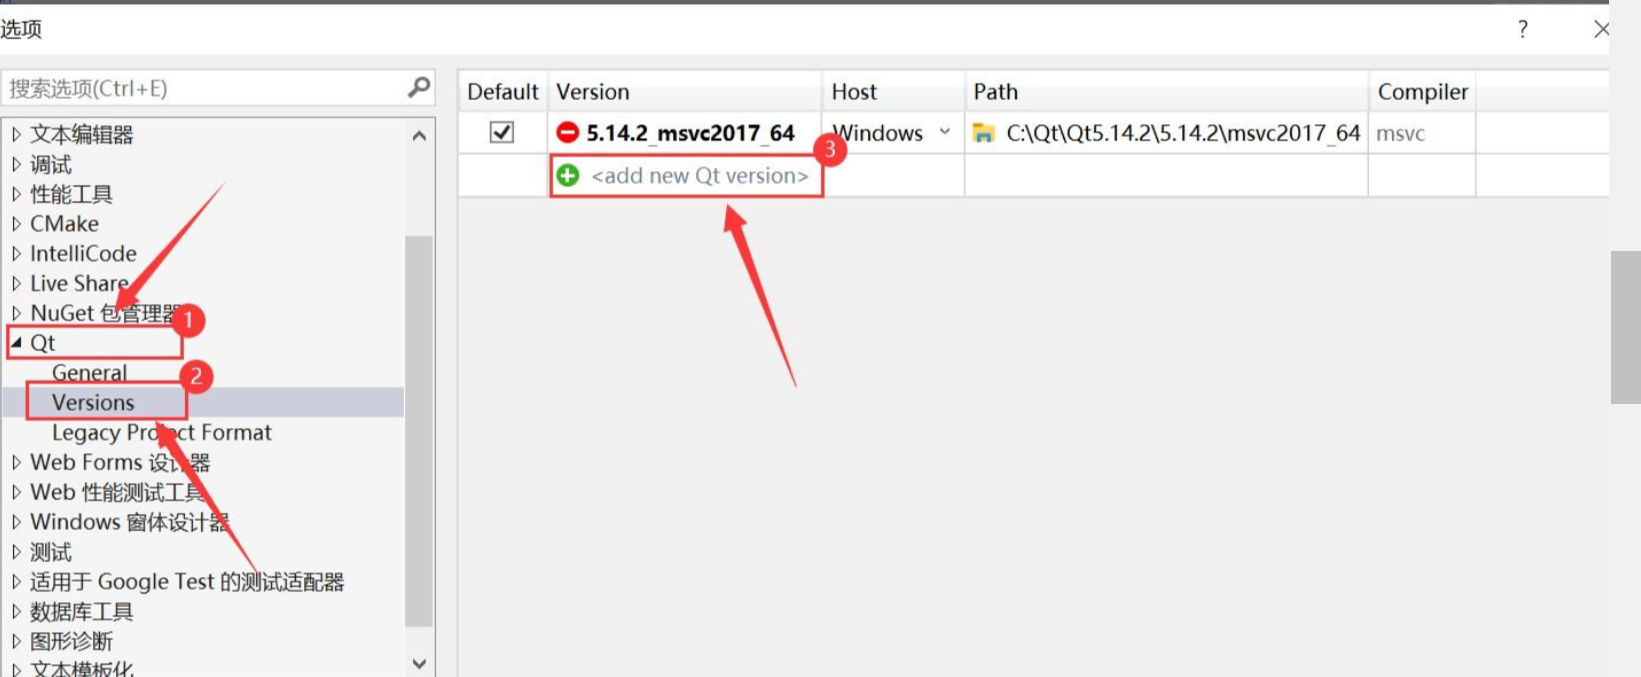 选项
?
搜索选项(Ctrl+E)
文本编辑器
调试
性能工具
CMake
IntelliCode
Live Share
NuGet 包管理器
1
Qt
General
2
Versions
Legacy Project Format
Web Forms 设计器
Web 性能测试工具
Windows 窗体设计器
测试
适用于 Google Test 的测试适配器
数据库工具
图形诊断
文本模板化
Default Version Host Path Compiler
5.14.2_msvc2017_64 Windows C:\Qt\Qt5.14.2\5.14.2\msvc2017_64 msvc
3
<add new Qt version>